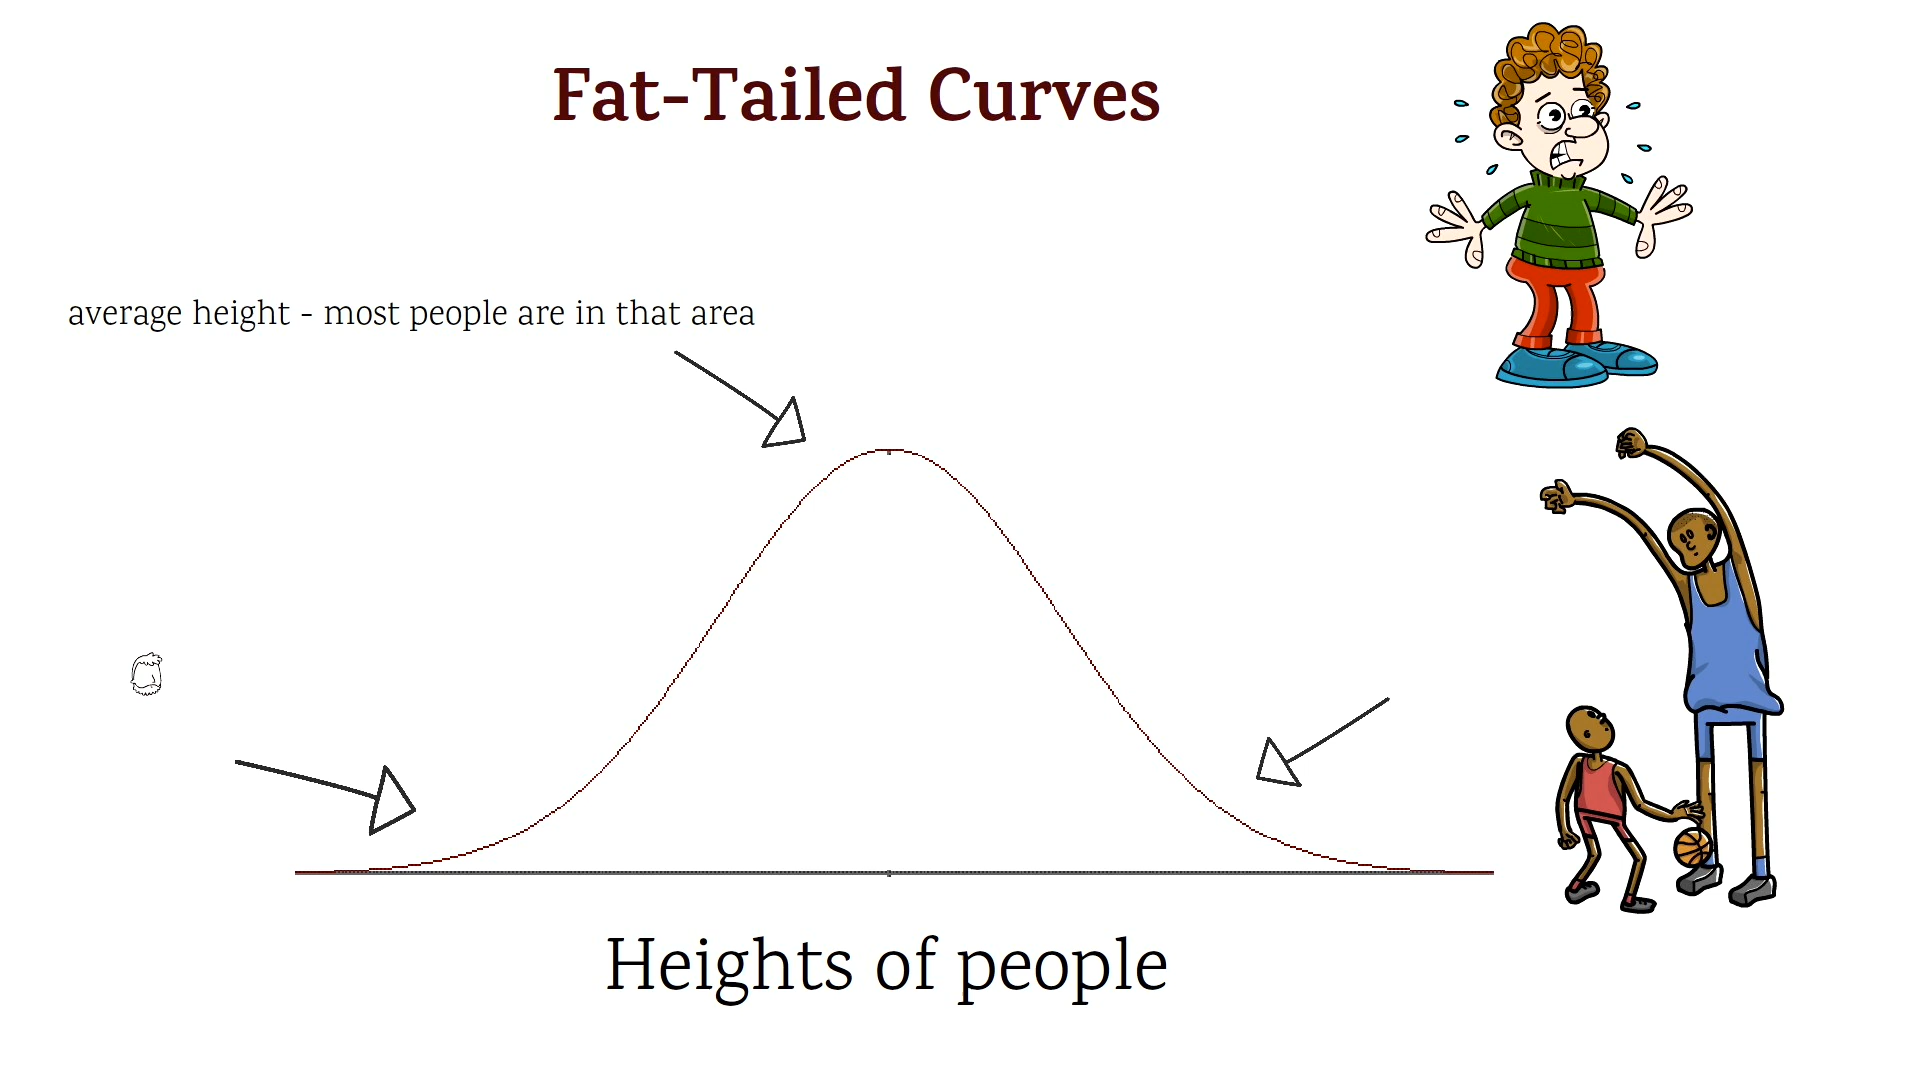 Fat-Tailed Curves
average height - most people are in that area
Heights of people